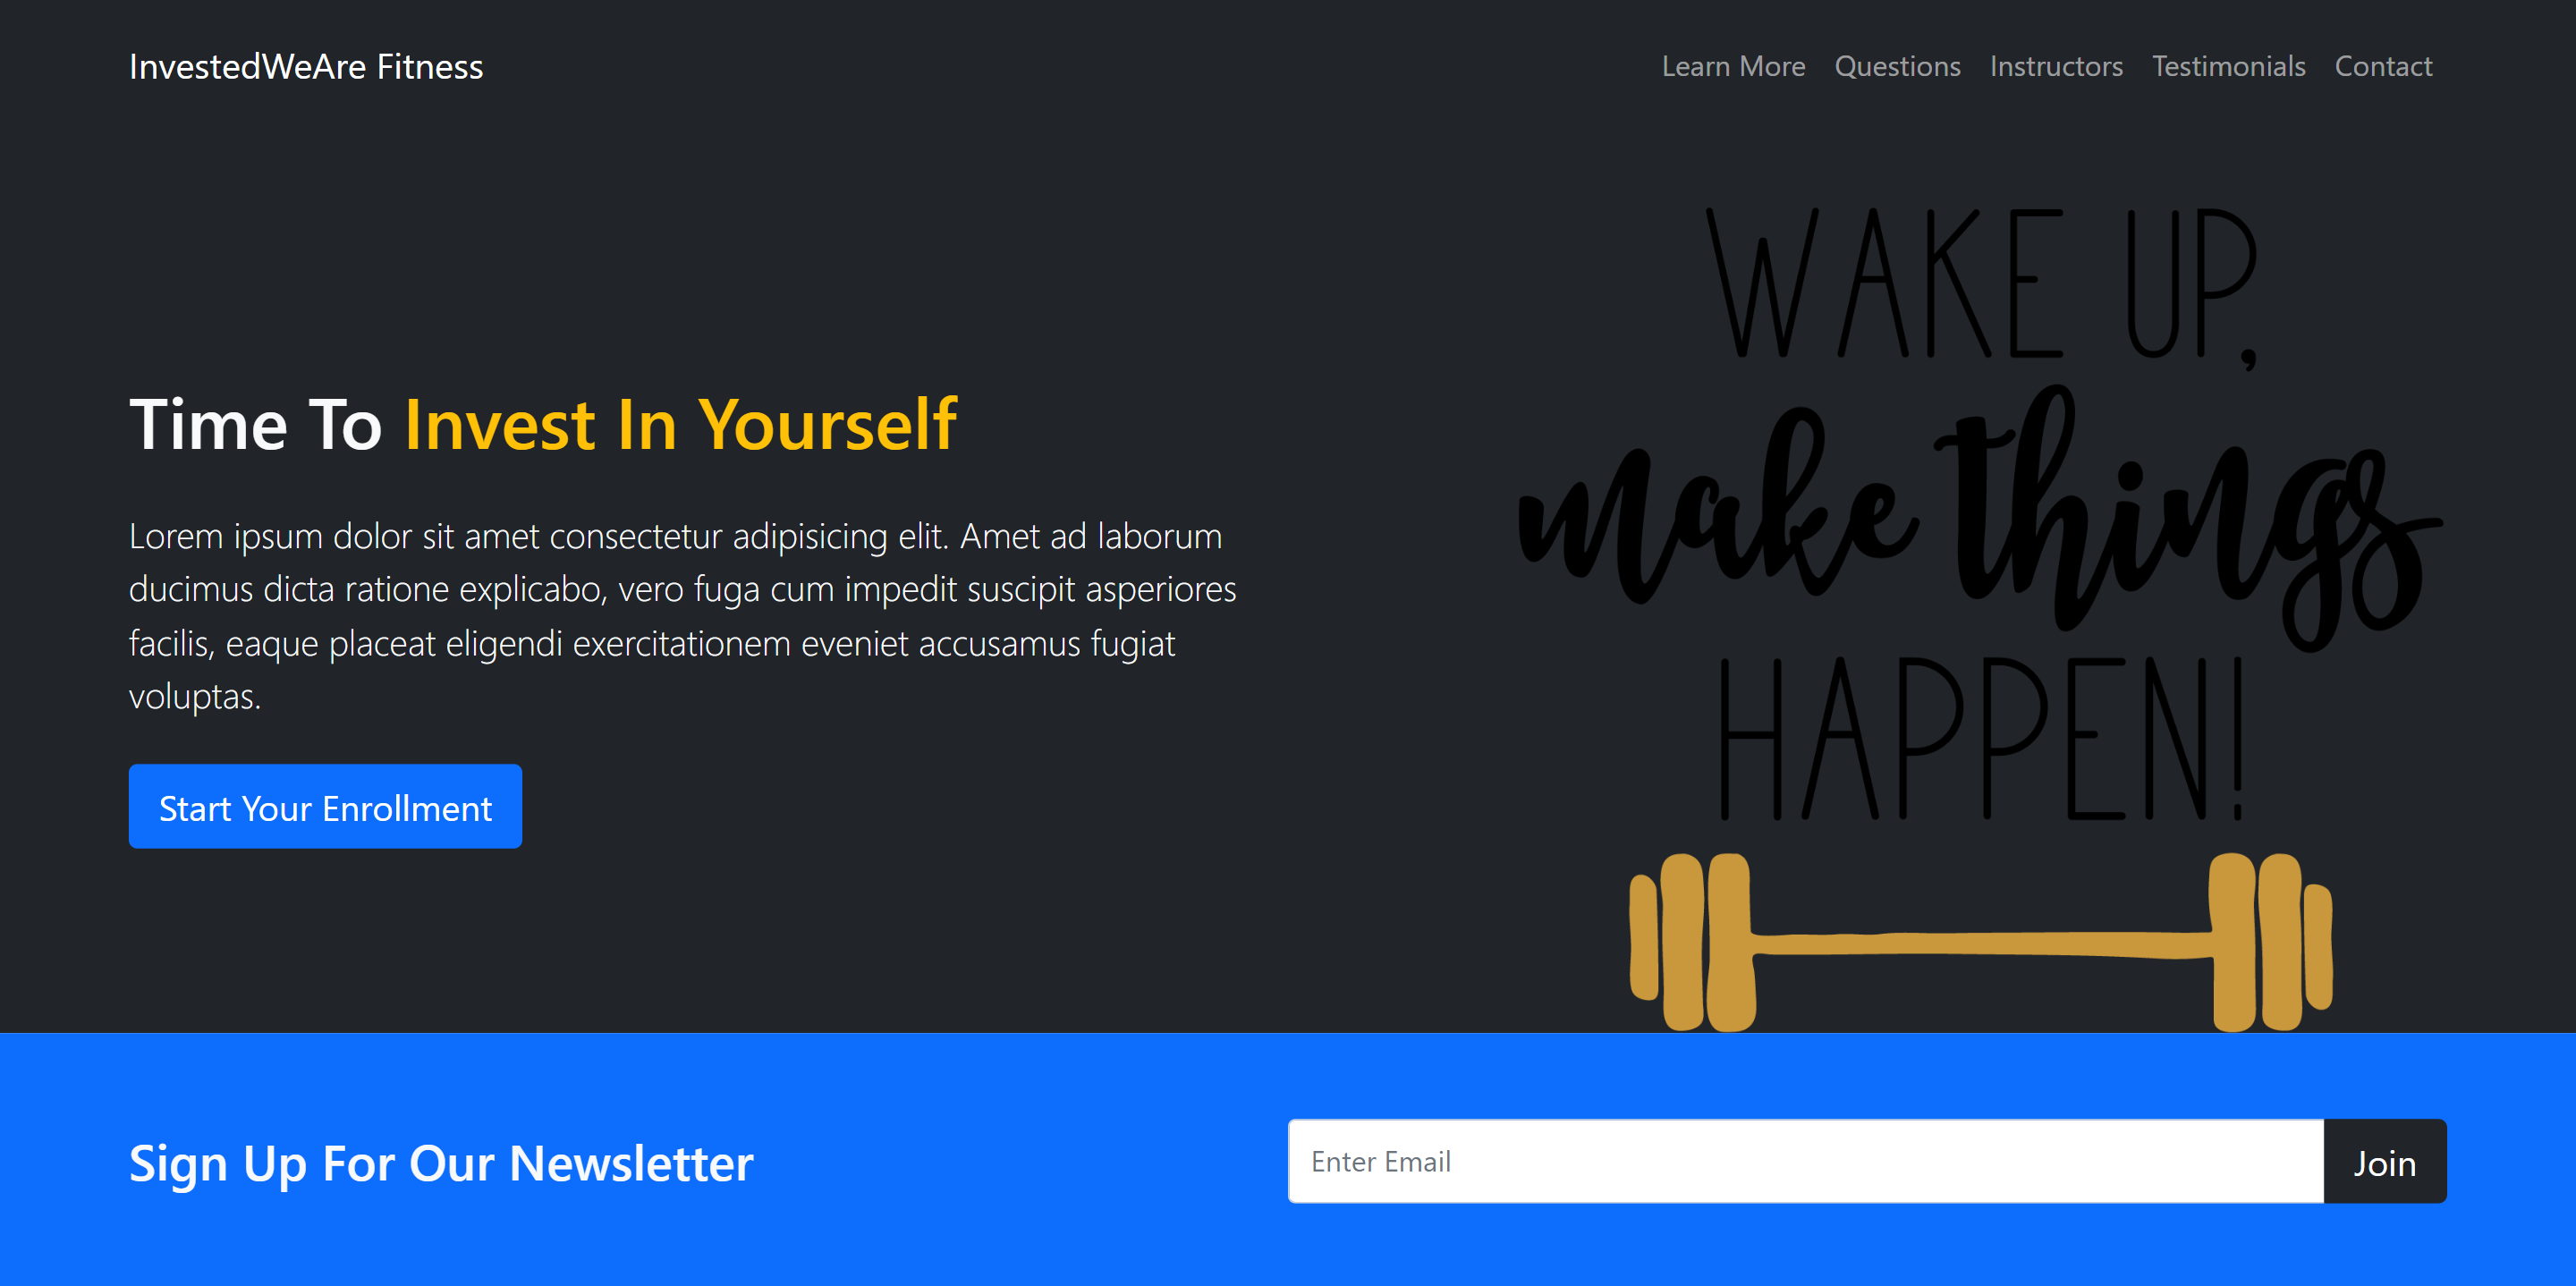 InvestedWeAre Fitness
Learn More Questions Instructors Testimonials Contact
Time To Invest In Yourself
Lorem ipsum dolor sit amet consectetur adipisicing elit. Amet ad laborum
ducimus dicta ratione explicabo, vero fuga cum impedit suscipit asperiores
facilis, eaque placeat eligendi exercitationem eveniet accusamus fugiat
voluptas.
Start Your Enrollment
WAKE UP,
make things
HAPPEN!
Sign Up For Our Newsletter
Enter Email
Join